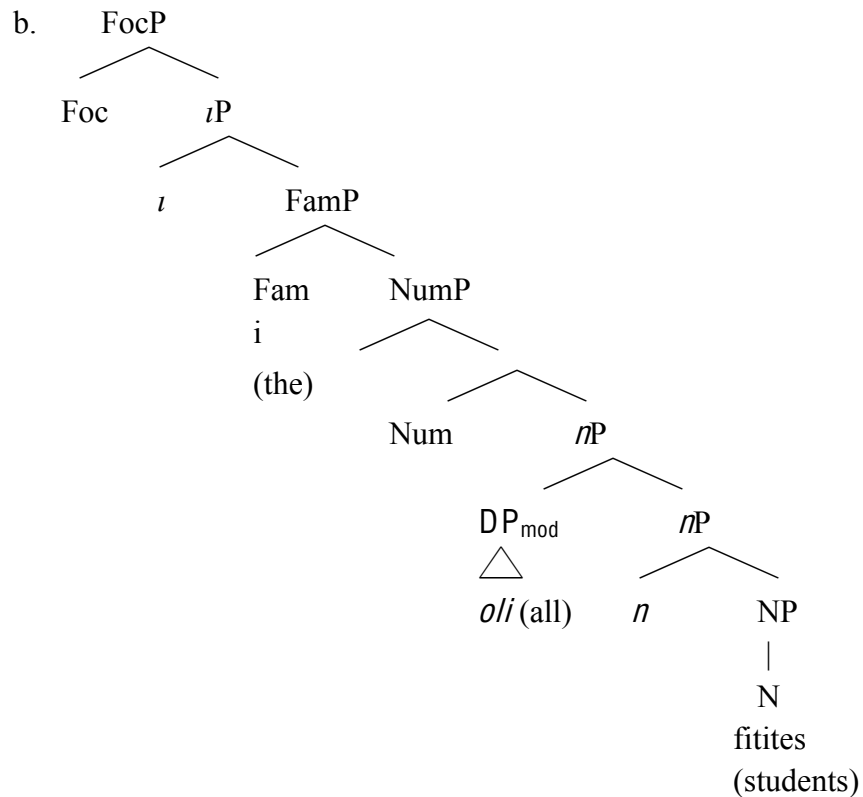 b. FocP
Foc ιP
ι FamP
Fam NumP
i
(the)
Num nP
DPmod nP
oli (all) n NP
|
N
fitites
(students)